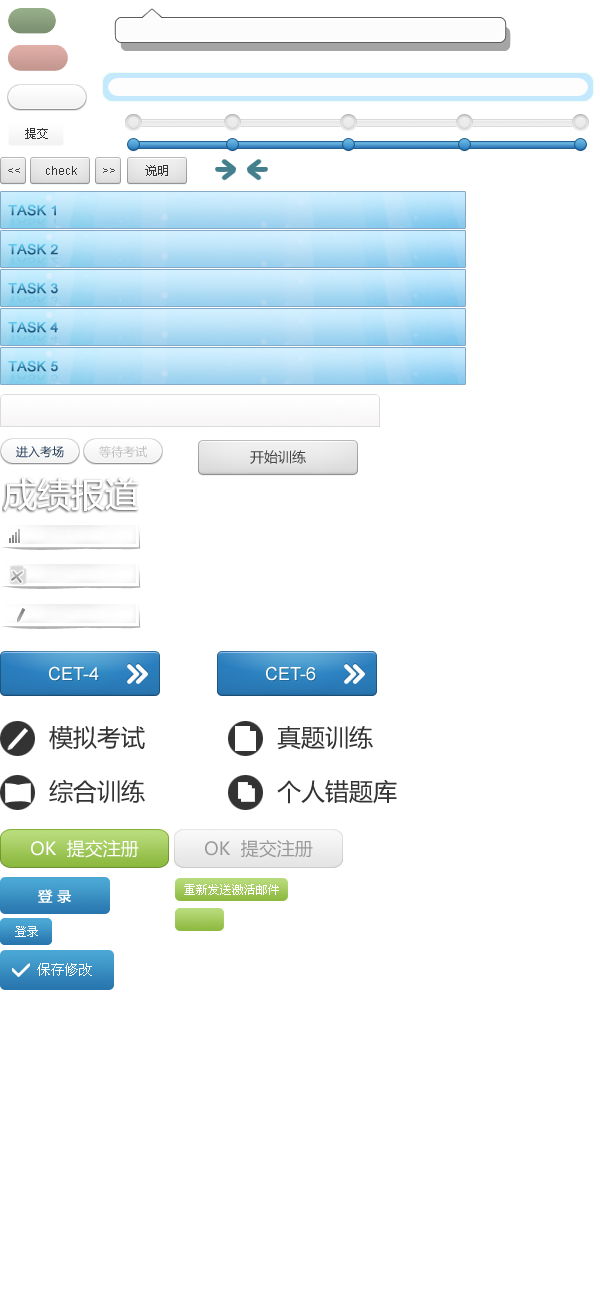 提交
<< check >> 说明
TASK 1
TASK 2
TASK 3
TASK 4
TASK 5
进入考场 等待考试 开始训练
成绩报道
CET-4 CET-6
模拟考试 真题训练
综合训练 个人错题库
OK 提交注册 OK 提交注册
登录 重新发送激活邮件
登录
保存修改